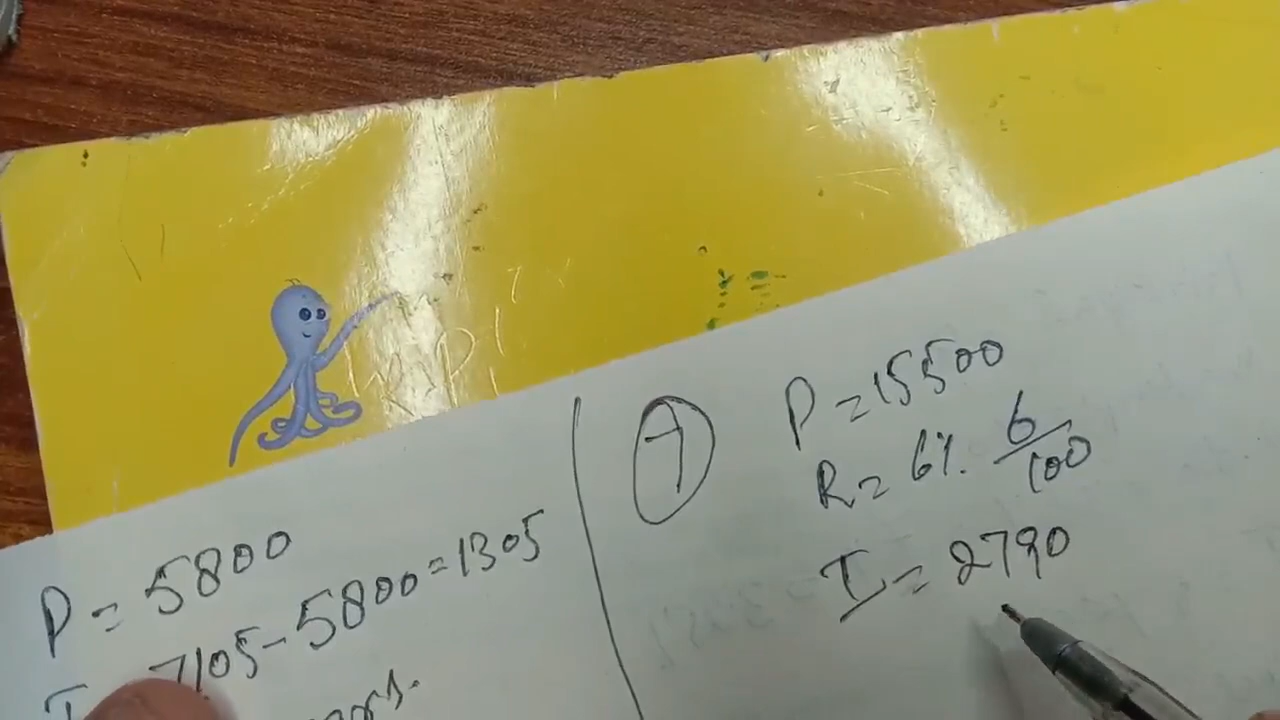 P = 5800
7105 - 5800 = 1305
7
P = 15500
R = 6% 6/100
I = 2790